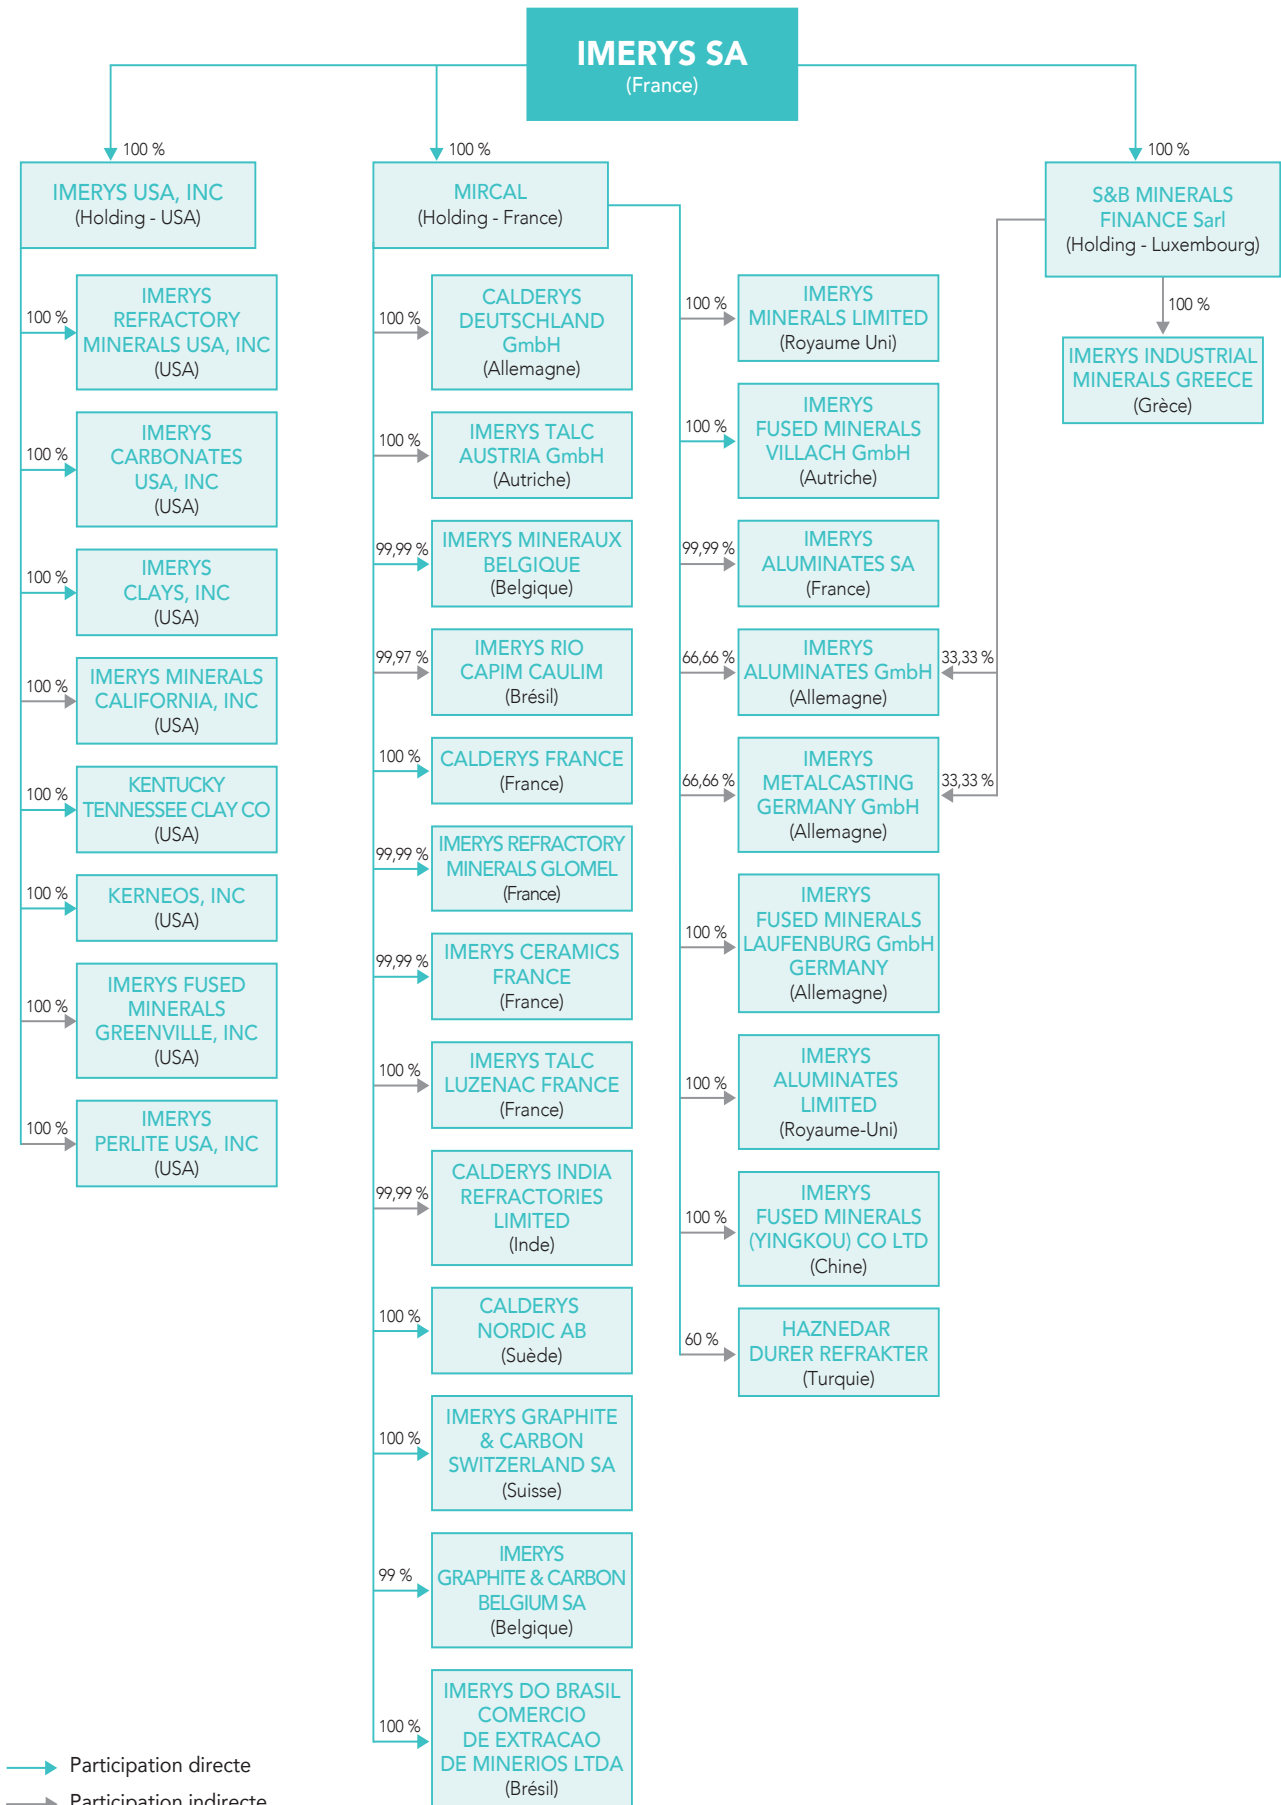 IMERYS SA
(France)
100 %
IMERYS USA, INC
(Holding - USA)
100 %
IMERYS
REFRACTORY
MINERALS USA, INC
(USA)
100 %
IMERYS
CARBONATES
USA, INC
(USA)
100 %
IMERYS
CLAYS, INC
(USA)
100 %
IMERYS MINERALS
CALIFORNIA, INC
(USA)
100 %
KENTUCKY
TENNESSEE CLAY CO
(USA)
100 %
KERNEOS, INC
(USA)
100 %
IMERYS FUSED
MINERALS
GREENVILLE, INC
(USA)
100 %
IMERYS
PERLITE USA, INC
(USA)
100 %
MIRCAL
(Holding - France)
100 %
CALDERYS
DEUTSCHLAND
GmbH
(Allemagne)
100 %
IMERYS TALC
AUSTRIA GmbH
(Autriche)
99,99 %
IMERYS MINERAUX
BELGIQUE
(Belgique)
99,97 %
IMERYS RIO
CAPIM CAULIM
(Brésil)
100 %
CALDERYS FRANCE
(France)
99,99 %
IMERYS REFRACTORY
MINERALS GLOMEL
(France)
99,99 %
IMERYS CERAMICS
FRANCE
(France)
100 %
IMERYS TALC
LUZENAC FRANCE
(France)
99,99 %
CALDERYS INDIA
REFRACTORIES
LIMITED
(Inde)
100 %
CALDERYS
NORDIC AB
(Suède)
100 %
IMERYS GRAPHITE
& CARBON
SWITZERLAND SA
(Suisse)
99 %
IMERYS
GRAPHITE & CARBON
BELGIUM SA
(Belgique)
100 %
IMERYS DO BRASIL
COMERCIO
DE EXTRACAO
DE MINERIOS LTDA
(Brésil)
100 %
IMERYS
MINERALS LIMITED
(Royaume Uni)
100 %
IMERYS
FUSED MINERALS
VILLACH GmbH
(Autriche)
99,99 %
IMERYS
ALUMINATES SA
(France)
66,66 %
IMERYS
ALUMINATES GmbH
(Allemagne)
33,33 %
66,66 %
IMERYS
METALCASTING
GERMANY GmbH
(Allemagne)
33,33 %
100 %
IMERYS
FUSED MINERALS
LAUFENBURG GmbH
GERMANY
(Allemagne)
100 %
IMERYS
ALUMINATES
LIMITED
(Royaume-Uni)
100 %
IMERYS
FUSED MINERALS
(YINGKOU) CO LTD
(Chine)
60 %
HAZNEDAR
DURER REFRAKTER
(Turquie)
100 %
S&B MINERALS
FINANCE Sarl
(Holding - Luxembourg)
100 %
IMERYS INDUSTRIAL
MINERALS GREECE
(Grèce)
Participation directe
Participation indirecte